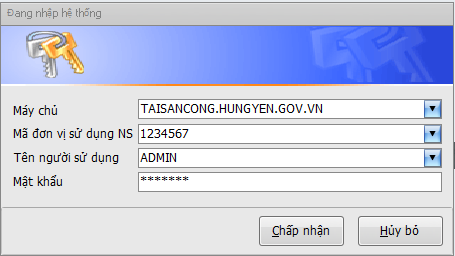 Đang nhập hệ thống
Máy chủ TAISANCONG.HUNGYEN.GOV.VN
Mã đơn vị sử dụng NS 1234567
Tên người sử dụng ADMIN
Mật khẩu *******
Chấp nhận Hủy bỏ